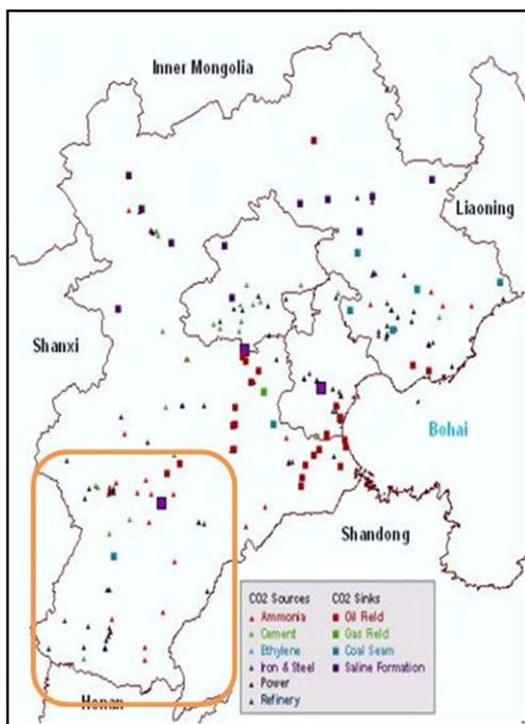 Inner Mongolia
Liaoning
Shanxi
Bohai
Shandong
CO2 Sources
Ammonia
Cement
Ethylene
Iron & Steel
Power
Refinery
CO2 Sinks
Oil Field
Gas Field
Coal Seam
Saline Formation
Honan